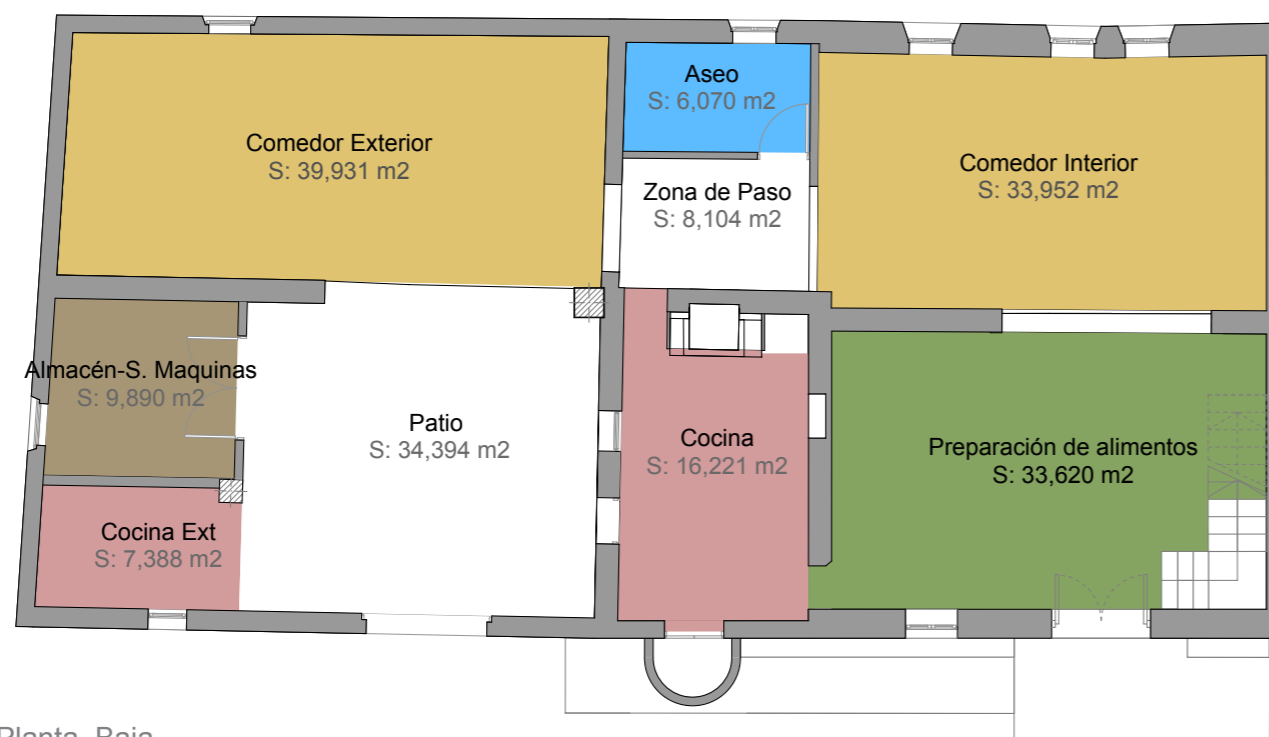 Aseo
S: 6,070 m2
Comedor Exterior
S: 39,931 m2
Comedor Interior
S: 33,952 m2
Zona de Paso
S: 8,104 m2
Almacén-S. Maquinas
S: 9,890 m2
Patio
S: 34,394 m2
Cocina
S: 16,221 m2
Preparación de alimentos
S: 33,620 m2
Cocina Ext
S: 7,388 m2
Planta Baja